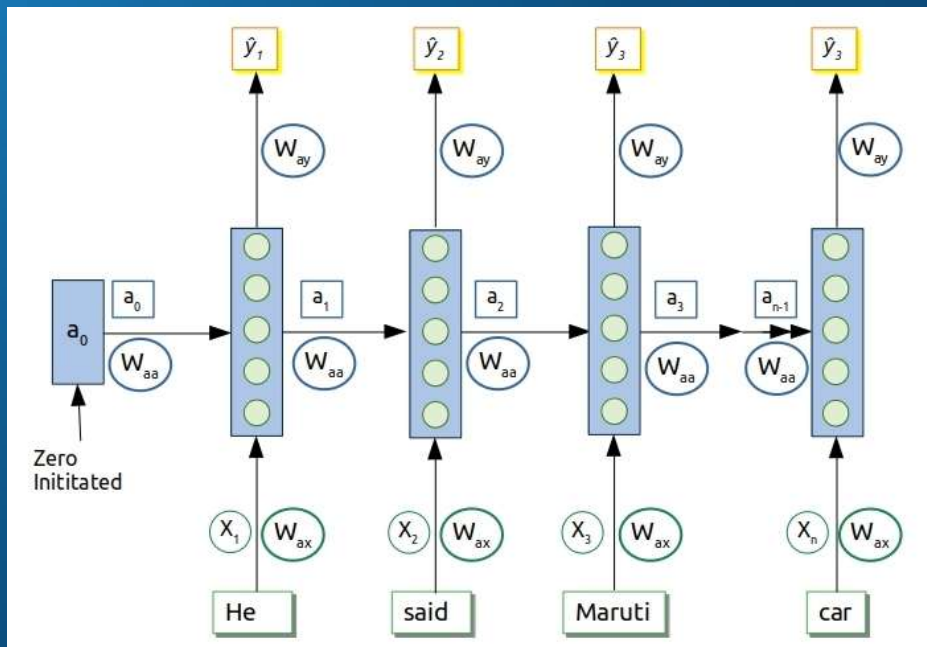 ŷ1 ŷ2 ŷ3 ŷ3
Way Way Way Way
a0 a1 a2 a3 an-1
a0
Waa Waa Waa Waa Waa
Zero
Inititated
X1 Wax X2 Wax X3 Wax Xn Wax
He said Maruti car